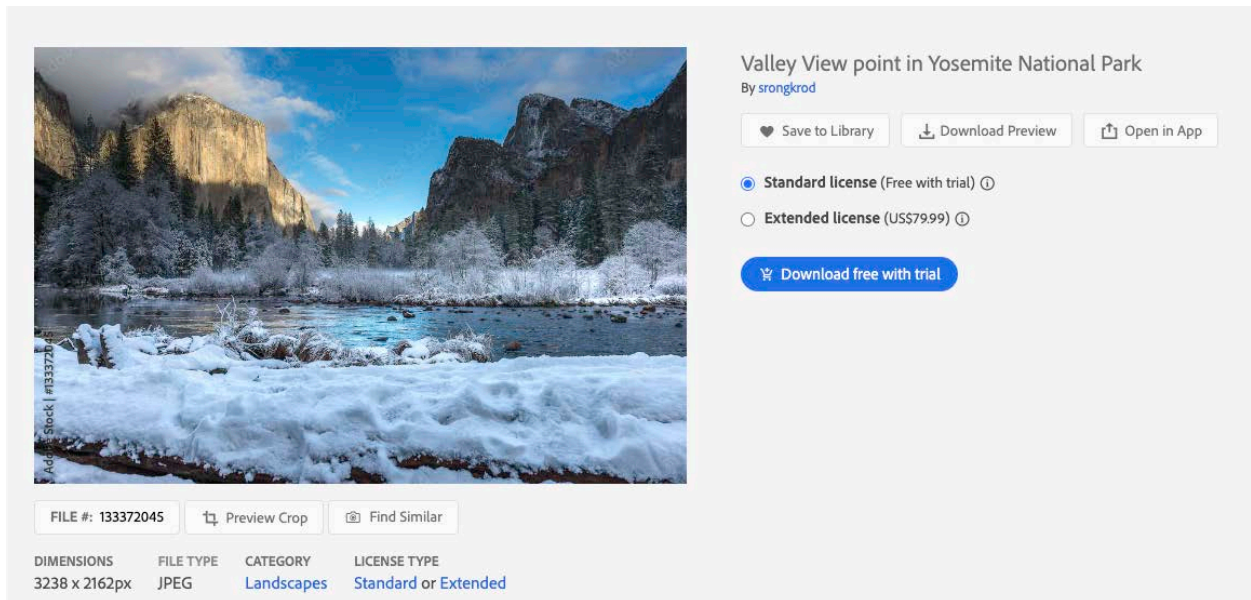 Valley View point in Yosemite National Park
By srongkrod
Save to Library
Download Preview
Open in App
Standard license (Free with trial)
Extended license (US$79.99)
Download free with trial
Adobe Stock | #133372045
FILE #: 133372045
Preview Crop
Find Similar
DIMENSIONS
3238 x 2162px
FILE TYPE
JPEG
CATEGORY
Landscapes
LICENSE TYPE
Standard or Extended